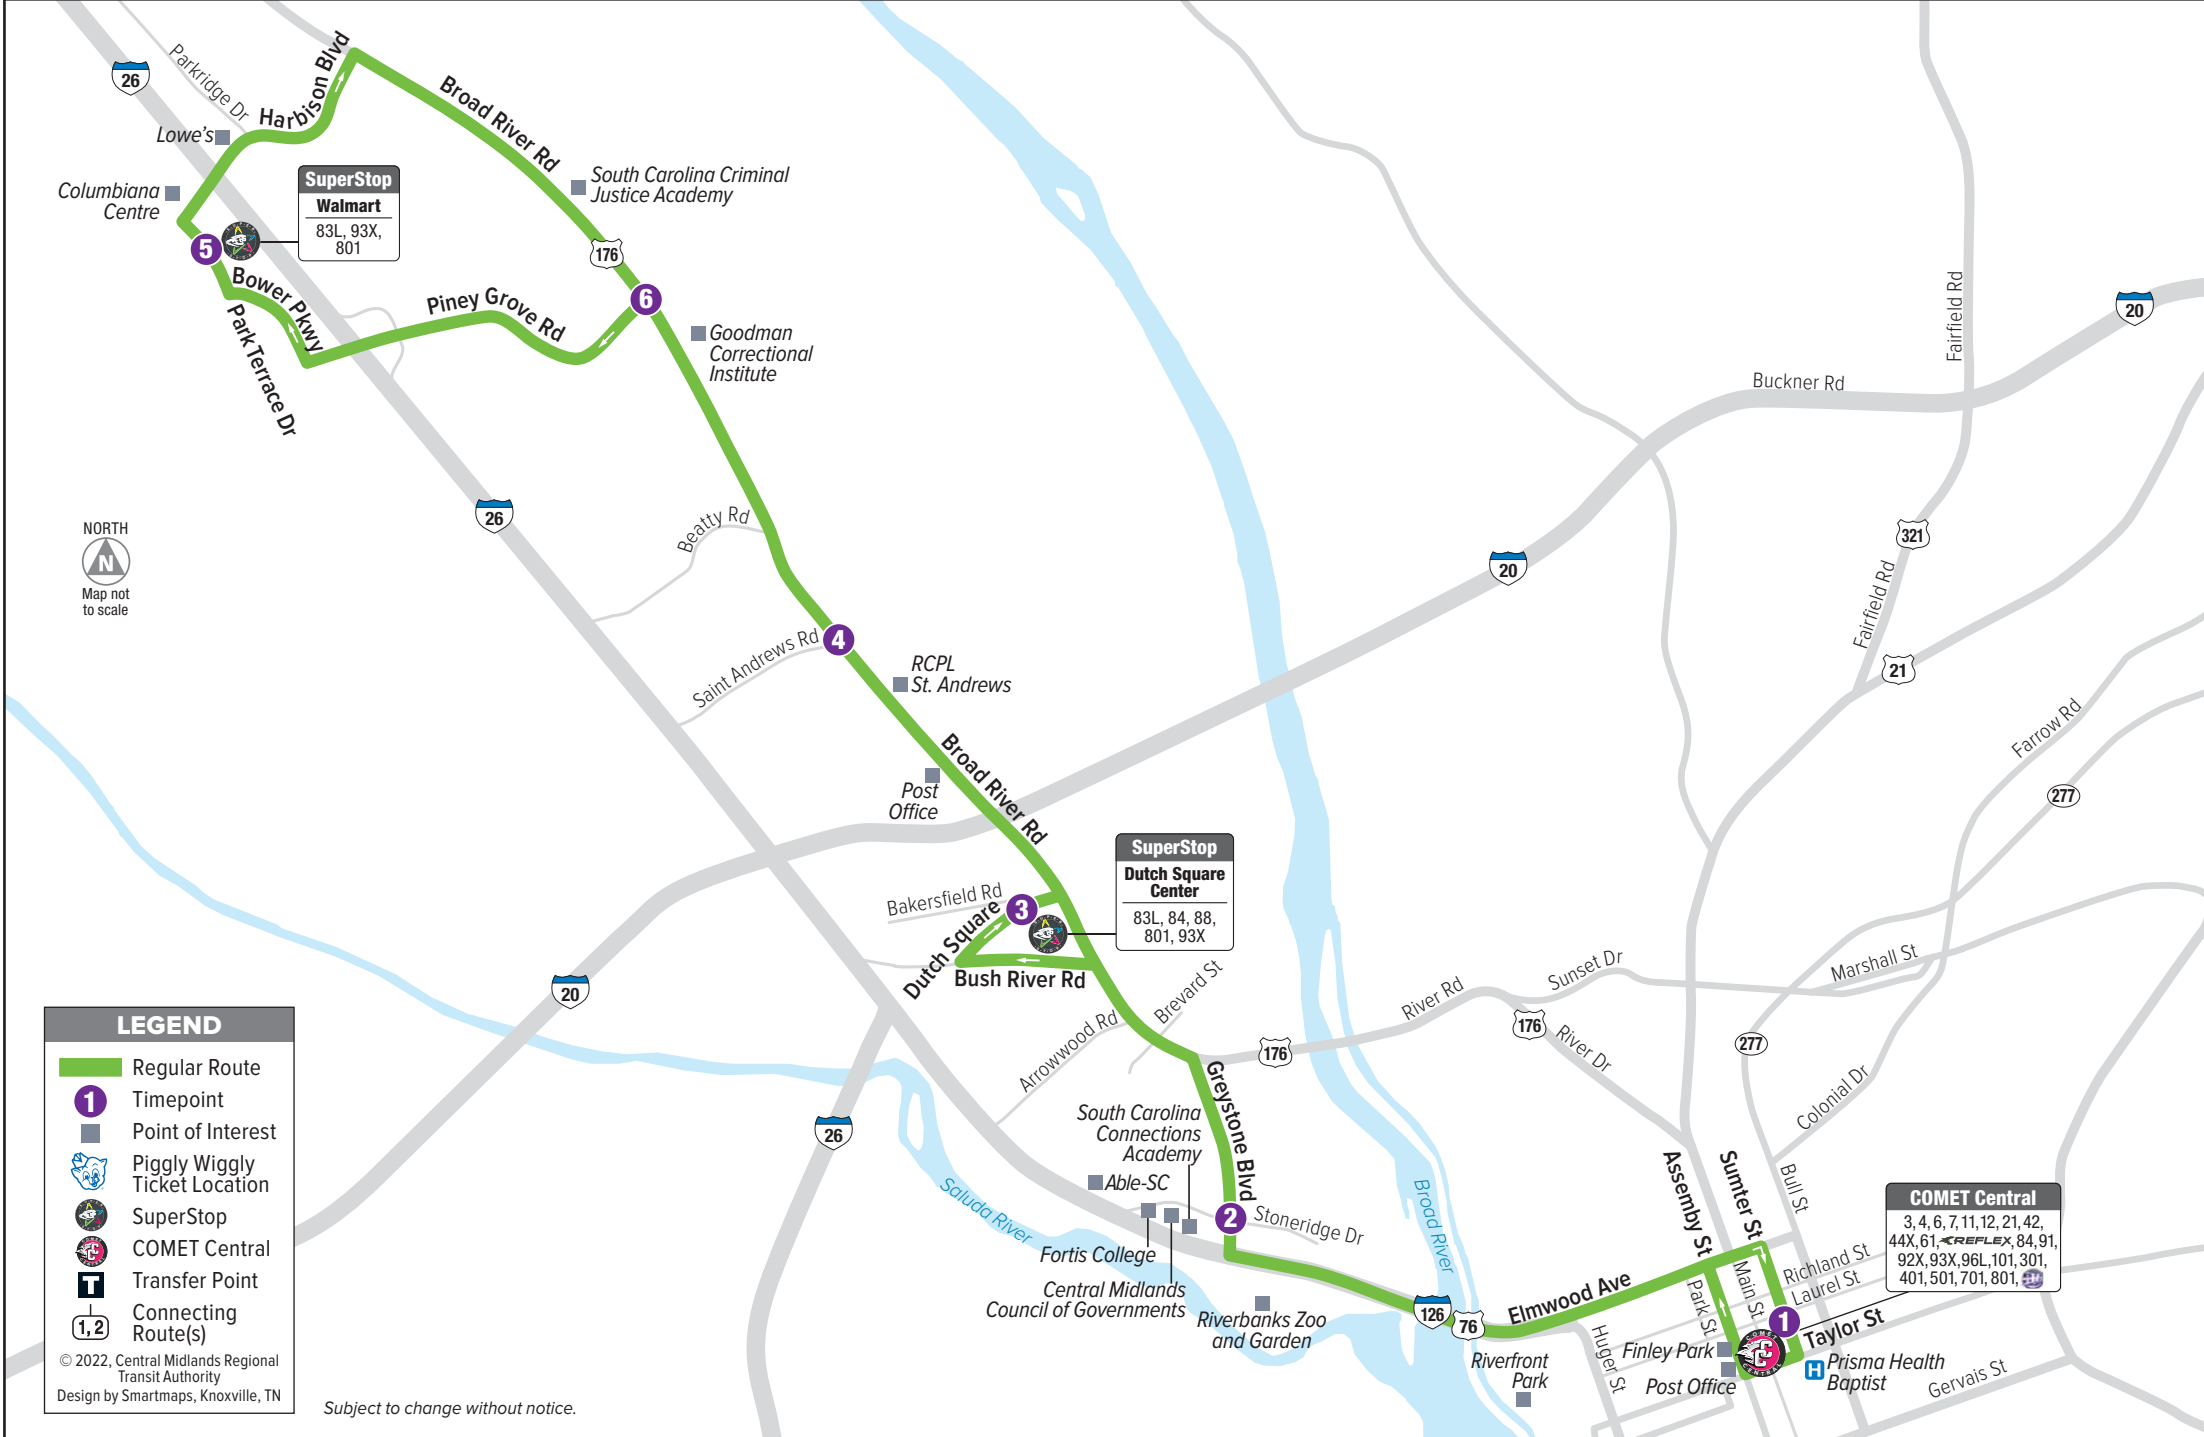 26
Parkridge Dr
Harbison Blvd
Broad River Rd
Lowe's
Columbiana
Centre
SuperStop
Walmart
83L, 93X,
801
5
Bower Pkwy
Park Terrace Dr
Piney Grove Rd
South Carolina Criminal
Justice Academy
176
6
Goodman
Correctional
Institute
NORTH
N
Map not
to scale
26
Beatty Rd
Saint Andrews Rd
4
RCPL
St. Andrews
Broad River Rd
Post
Office
Fairfield Rd
20
Buckner Rd
20
321
Fairfield Rd
21
Farrow Rd
277
SuperStop
Dutch Square
Center
83L, 84, 88,
801, 93X
Bakersfield Rd
3
Dutch Square
Bush River Rd
20
26
Arrowwood Rd
Brevard St
176
River Rd
Sunset Dr
176
River Dr
Marshall St
277
Colonial Dr
Greystone Blvd
South Carolina
Connections
Academy
Able-SC
2
Stoneridge Dr
Fortis College
Central Midlands
Council of Governments
Riverbanks Zoo
and Garden
Saluda River
Broad River
126
76
Elmwood Ave
Riverfront
Park
Huger St
Assemby St
Sumter St
Bull St
Park St
Main St
Richland St
Laurel St
1
Taylor St
Finley Park
Post Office
COMET
CENTRAL
H
Prisma Health
Baptist
Gervais St
COMET Central
3, 4, 6, 7, 11, 12, 21, 42,
44X, 61, REFLEX, 84, 91,
92X, 93X, 96L, 101, 301,
401, 501, 701, 801,
LEGEND
Regular Route
1
Timepoint
Point of Interest
Piggly Wiggly
Ticket Location
SuperStop
COMET Central
T
Transfer Point
1, 2
Connecting
Route(s)
© 2022, Central Midlands Regional
Transit Authority
Design by Smartmaps, Knoxville, TN
Subject to change without notice.